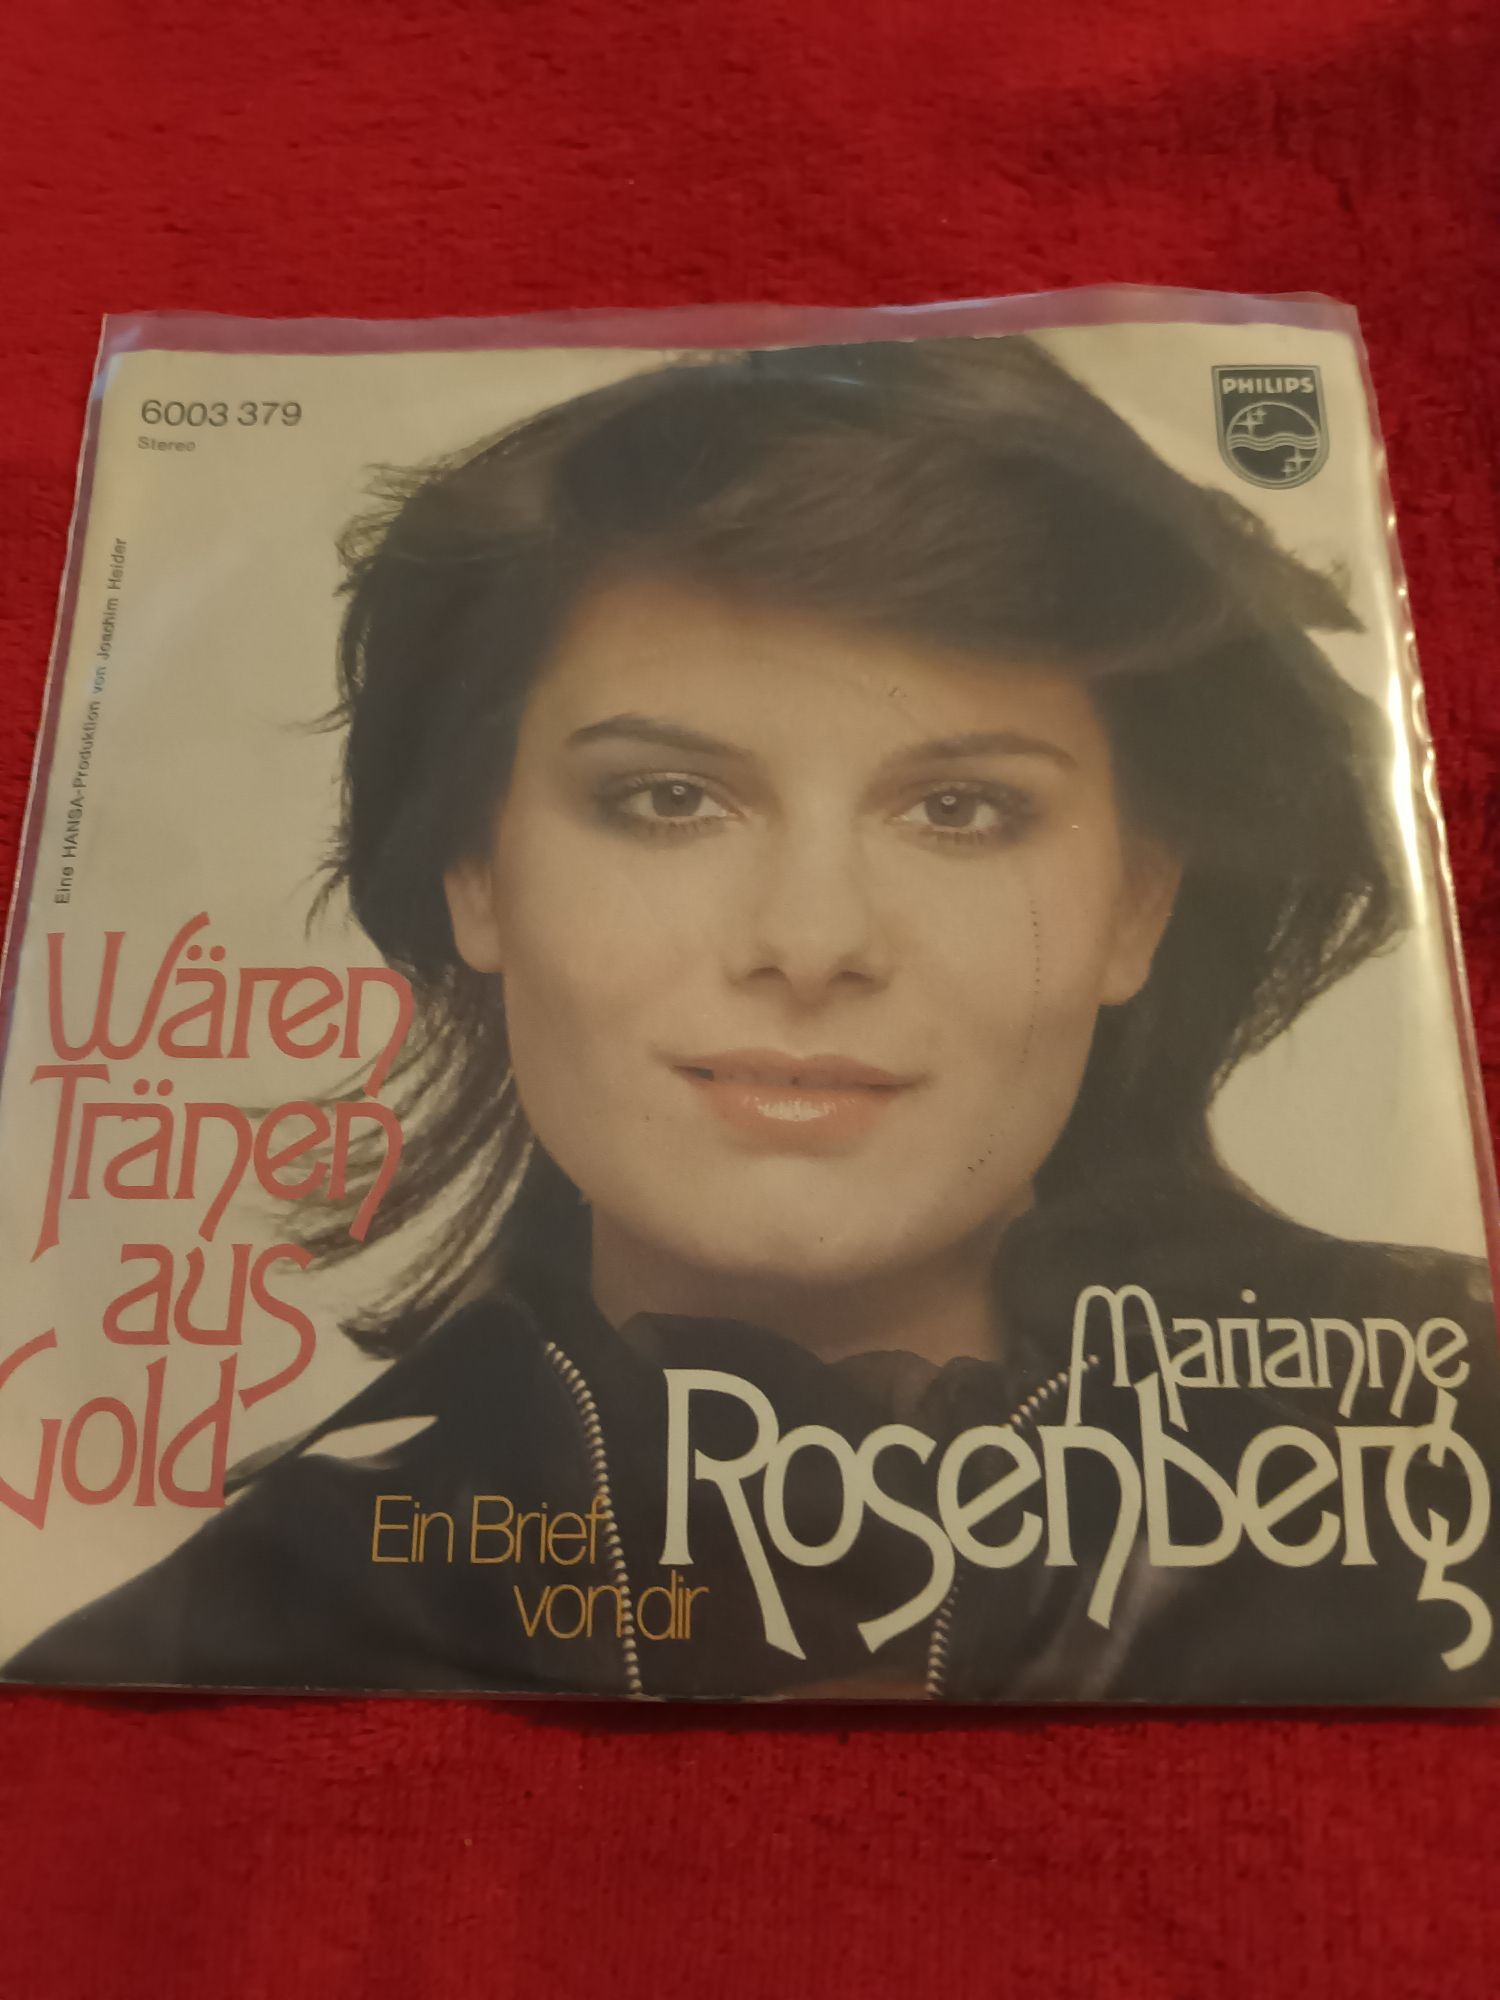 6003 379
Stereo
PHILIPS
Eine HANSA-Produktion von Joachim Heider
Wären
Tränen
aus
Gold
Marianne
Rosenberg
Ein Brief
von dir